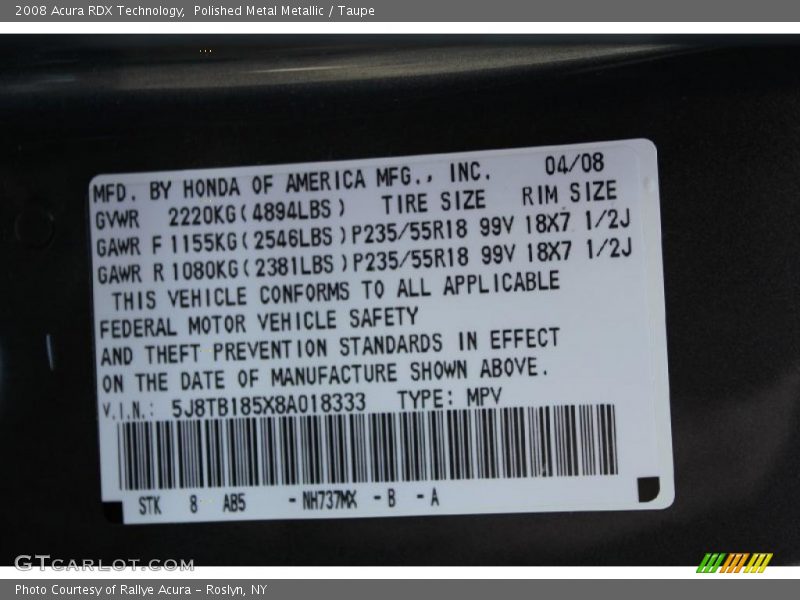 2008 Acura RDX Technology,  Polished Metal Metallic / Taupe
MFD. BY HONDA OF AMERICA MFG., INC. 04/08
GVWR 2220KG(4894LBS) TIRE SIZE RIM SIZE
GAWR F 1155KG(2546LBS)P235/55R18 99V 18X7 1/2J
GAWR R 1080KG(2381LBS)P235/55R18 99V 18X7 1/2J
THIS VEHICLE CONFORMS TO ALL APPLICABLE
FEDERAL MOTOR VEHICLE SAFETY
AND THEFT PREVENTION STANDARDS IN EFFECT
ON THE DATE OF MANUFACTURE SHOWN ABOVE.
V.I.N.: 5J8TB185X8A018333 TYPE: MPV
STK 8 AB5 -NH737MX -B -A
GTCARLOT.COM
Photo Courtesy of Rallye Acura – Roslyn, NY